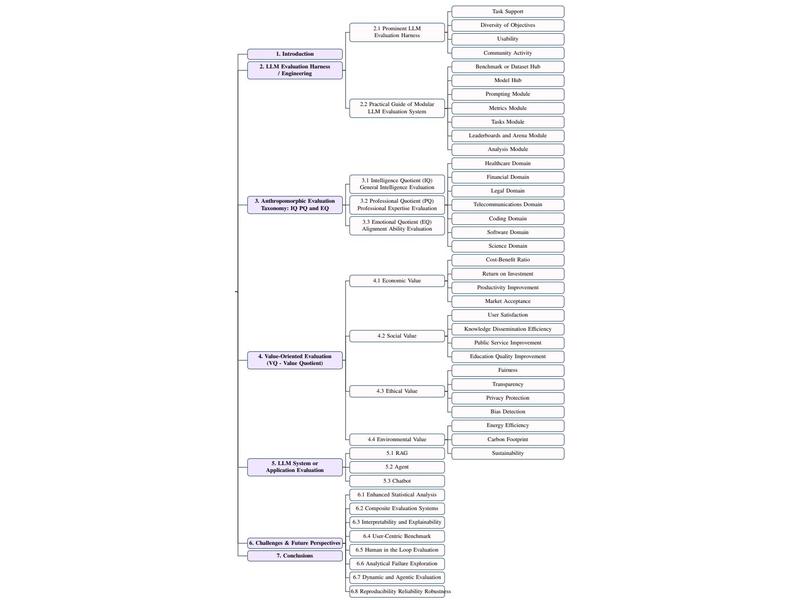 1. Introduction
2. LLM Evaluation Harness
/ Engineering
2.1 Prominent LLM
Evaluation Harness
Task Support
Diversity of Objectives
Usability
Community Activity
2.2 Practical Guide of Modular
LLM Evaluation System
Benchmark or Dataset Hub
Model Hub
Prompting Module
Metrics Module
Tasks Module
Leaderboards and Arena Module
Analysis Module
3. Anthropomorphic Evaluation
Taxonomy: IQ PQ and EQ
3.1 Intelligence Quotient (IQ)
General Intelligence Evaluation
3.2 Professional Quotient (PQ)
Professional Expertise Evaluation
Healthcare Domain
Financial Domain
Legal Domain
Telecommunications Domain
Coding Domain
Software Domain
Science Domain
3.3 Emotional Quotient (EQ)
Alignment Ability Evaluation
4. Value-Oriented Evaluation
(VQ - Value Quotient)
4.1 Economic Value
Cost-Benefit Ratio
Return on Investment
Productivity Improvement
Market Acceptance
4.2 Social Value
User Satisfaction
Knowledge Dissemination Efficiency
Public Service Improvement
Education Quality Improvement
4.3 Ethical Value
Fairness
Transparency
Privacy Protection
Bias Detection
4.4 Environmental Value
Energy Efficiency
Carbon Footprint
Sustainability
5. LLM System or
Application Evaluation
5.1 RAG
5.2 Agent
5.3 Chatbot
6. Challenges & Future Perspectives
6.1 Enhanced Statistical Analysis
6.2 Composite Evaluation Systems
6.3 Interpretability and Explainability
6.4 User-Centric Benchmark
6.5 Human in the Loop Evaluation
6.6 Analytical Failure Exploration
6.7 Dynamic and Agentic Evaluation
6.8 Reproducibility Reliability Robustness
7. Conclusions